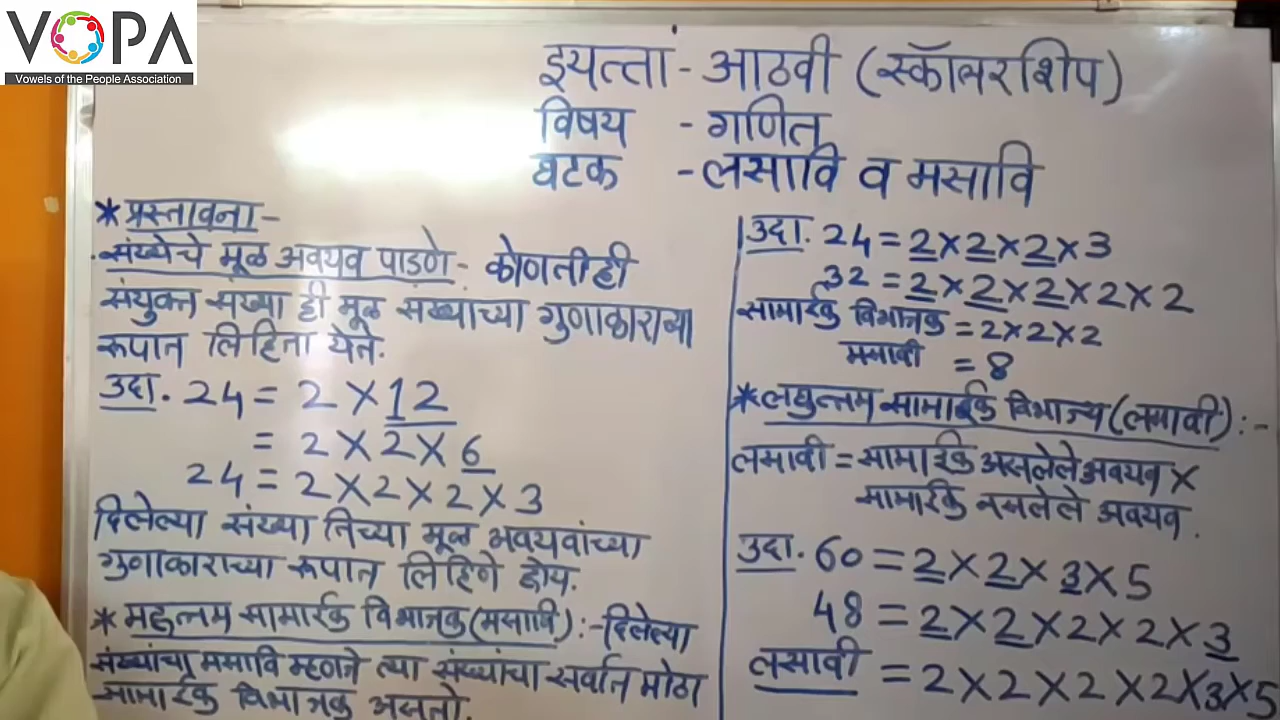 VOPA
Vowels of the People Association
इयत्ता - आठवी (स्कॉलरशिप)
विषय - गणित
घटक - लसावि व मसावि
* प्रस्तावना -
संख्येचे मूळ अवयव पाडणे - कोणतीही
संयुक्त संख्या ही मूळ संख्यांच्या गुणाकाराच्या
रूपात लिहिता येते.
उदा. 24 = 2 × 12
= 2 × 2 × 6
24 = 2 × 2 × 2 × 3
दिलेल्या संख्या तिच्या मूळ अवयवांच्या
गुणाकाराच्या रूपात लिहिणे होय.
* महत्तम सामाईक विभाजक (मसावि) : - दिलेल्या
संख्यांचा मसावि म्हणजे त्या संख्यांचा सर्वात मोठा
सामाईक विभाजक असतो.
उदा. 24 = 2 × 2 × 2 × 3
32 = 2 × 2 × 2 × 2 × 2
सामाईक विभाजक = 2 × 2 × 2
मसावी = 8
* लघुत्तम सामाईक विभाज्य (लसावी) : -
लसावी = सामाईक असलेले अवयव ×
सामाईक नसलेले अवयव.
उदा. 60 = 2 × 2 × 3 × 5
48 = 2 × 2 × 2 × 2 × 3
लसावी = 2 × 2 × 2 × 2 × 3 × 5